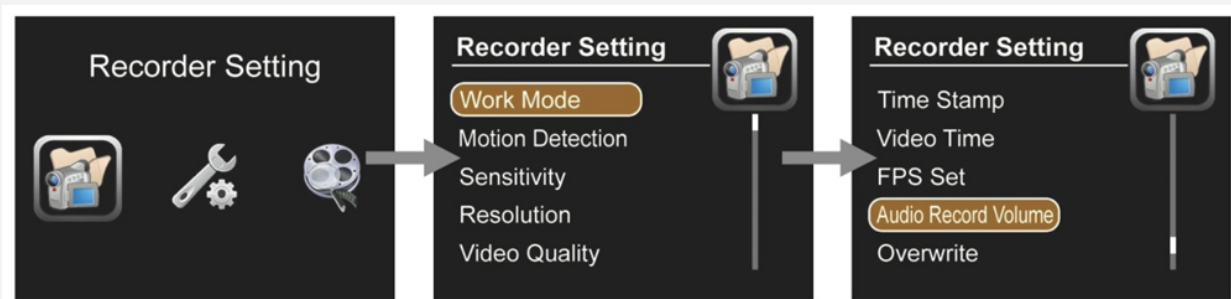 Recorder Setting
Recorder Setting
Work Mode
Motion Detection
Sensitivity
Resolution
Video Quality
Recorder Setting
Time Stamp
Video Time
FPS Set
Audio Record Volume
Overwrite